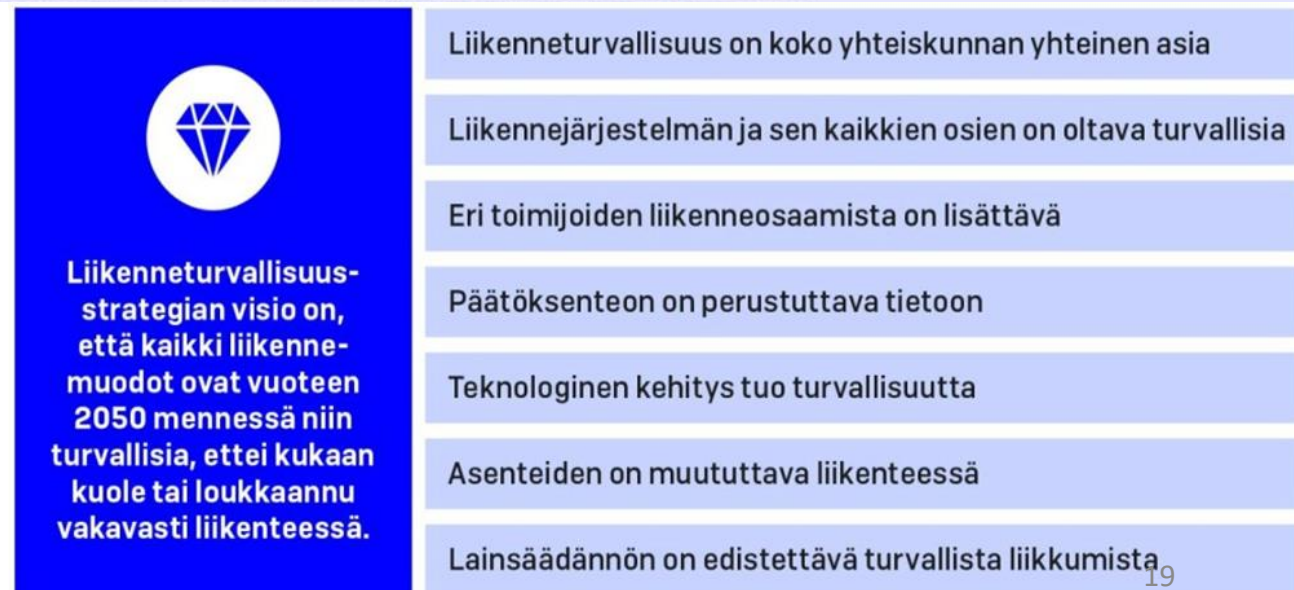 Liikenneturvallisuus-
strategian visio on,
että kaikki liikenne-
muodot ovat vuoteen
2050 mennessä niin
turvallisia, ettei kukaan
kuole tai loukkaannu
vakavasti liikenteessä.
Liikenneturvallisuus on koko yhteiskunnan yhteinen asia
Liikennejärjestelmän ja sen kaikkien osien on oltava turvallisia
Eri toimijoiden liikenneosaamista on lisättävä
Päätöksenteon on perustuttava tietoon
Teknologinen kehitys tuo turvallisuutta
Asenteiden on muututtava liikenteessä
Lainsäädännön on edistettävä turvallista liikkumista
19